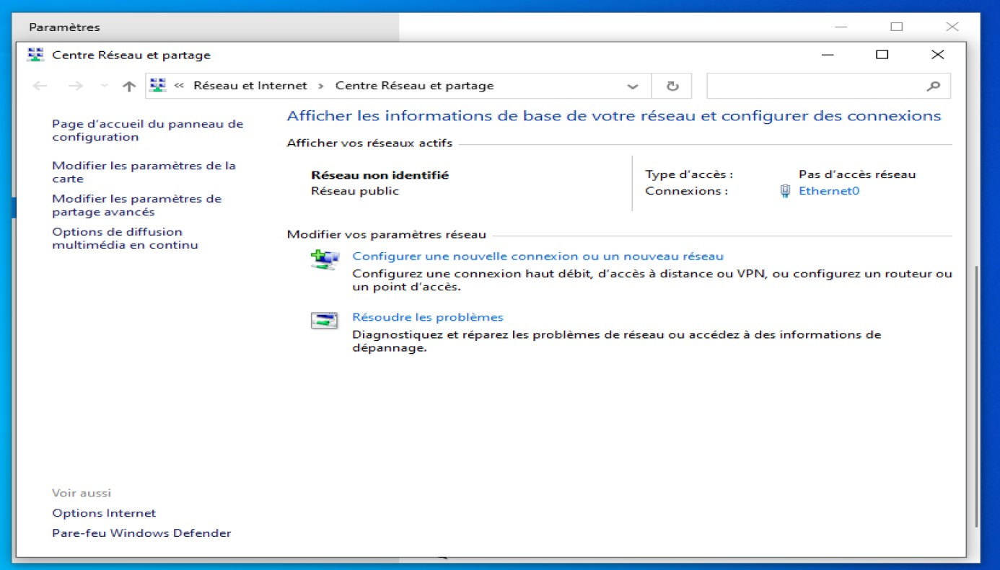 Paramètres
Centre Réseau et partage
« Réseau et Internet > Centre Réseau et partage
Page d'accueil du panneau de
configuration
Modifier les paramètres de la
carte
Modifier les paramètres de
partage avancés
Options de diffusion
multimédia en continu
Voir aussi
Options Internet
Pare-feu Windows Defender
Afficher les informations de base de votre réseau et configurer des connexions
Afficher vos réseaux actifs
Réseau non identifié
Réseau public
Type d'accès : Pas d'accès réseau
Connexions : Ethernet0
Modifier vos paramètres réseau
Configurer une nouvelle connexion ou un nouveau réseau
Configurez une connexion haut débit, d'accès à distance ou VPN, ou configurez un routeur ou
un point d'accès.
Résoudre les problèmes
Diagnostiquez et réparez les problèmes de réseau ou accédez à des informations de
dépannage.